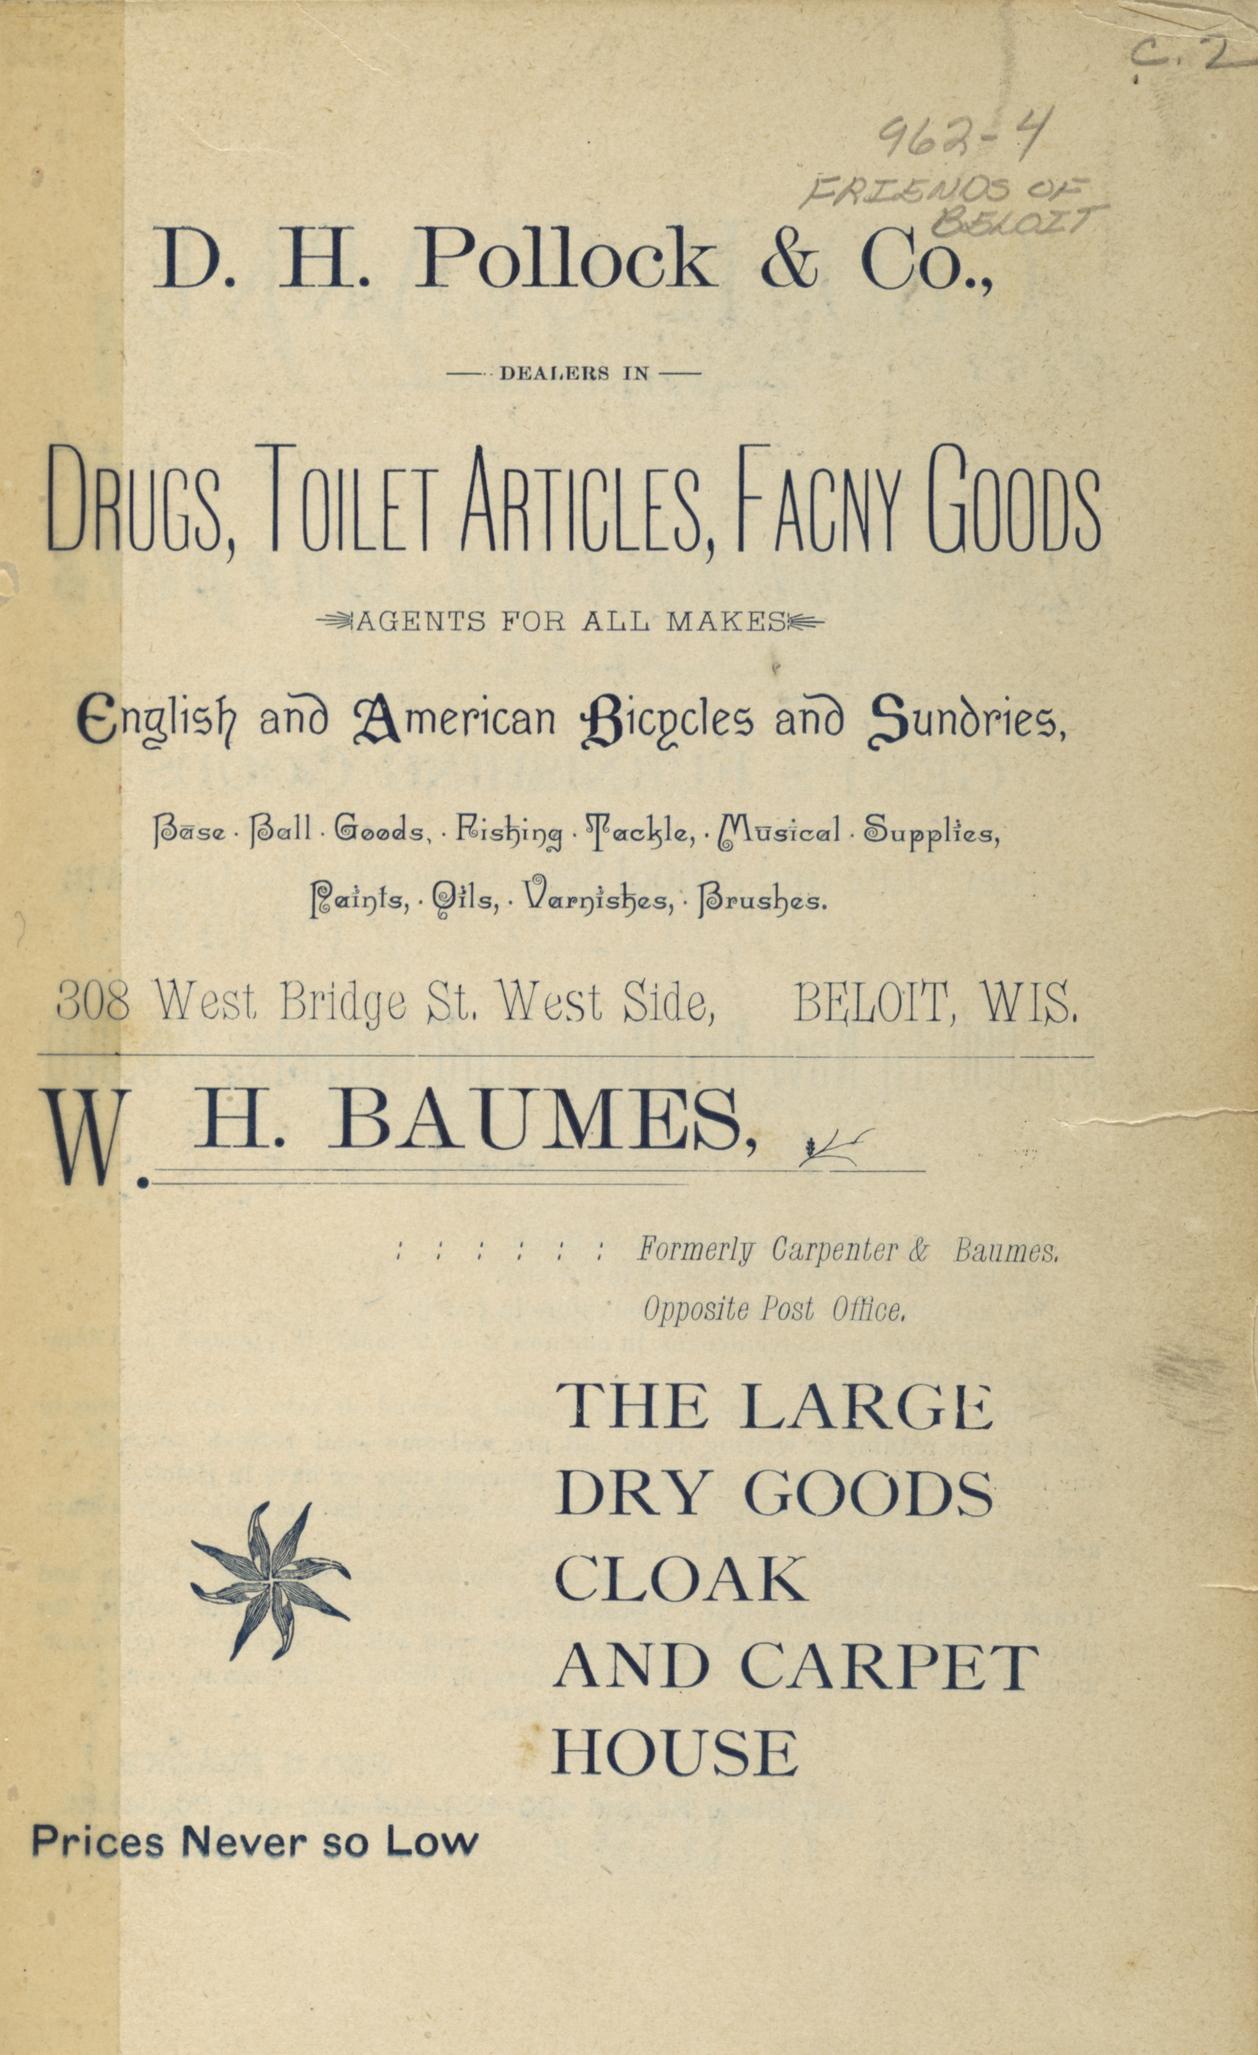 C. 2
962-4
FRIENDS OF
BELOIT
D. H. Pollock & Co.,
DEALERS IN
DRUGS, TOILET ARTICLES, FACNY GOODS
AGENTS FOR ALL MAKES
English and American Bicycles and Sundries,
Base · Ball · Goods, · Fishing · Tackle, · Musical · Supplies,
Paints, · Oils, · Varnishes, · Brushes.
308 West Bridge St. West Side, BELOIT, WIS.
W. H. BAUMES,
: : : : : : Formerly Carpenter & Baumes.
Opposite Post Office.
THE LARGE
DRY GOODS
CLOAK
AND CARPET
HOUSE
Prices Never so Low